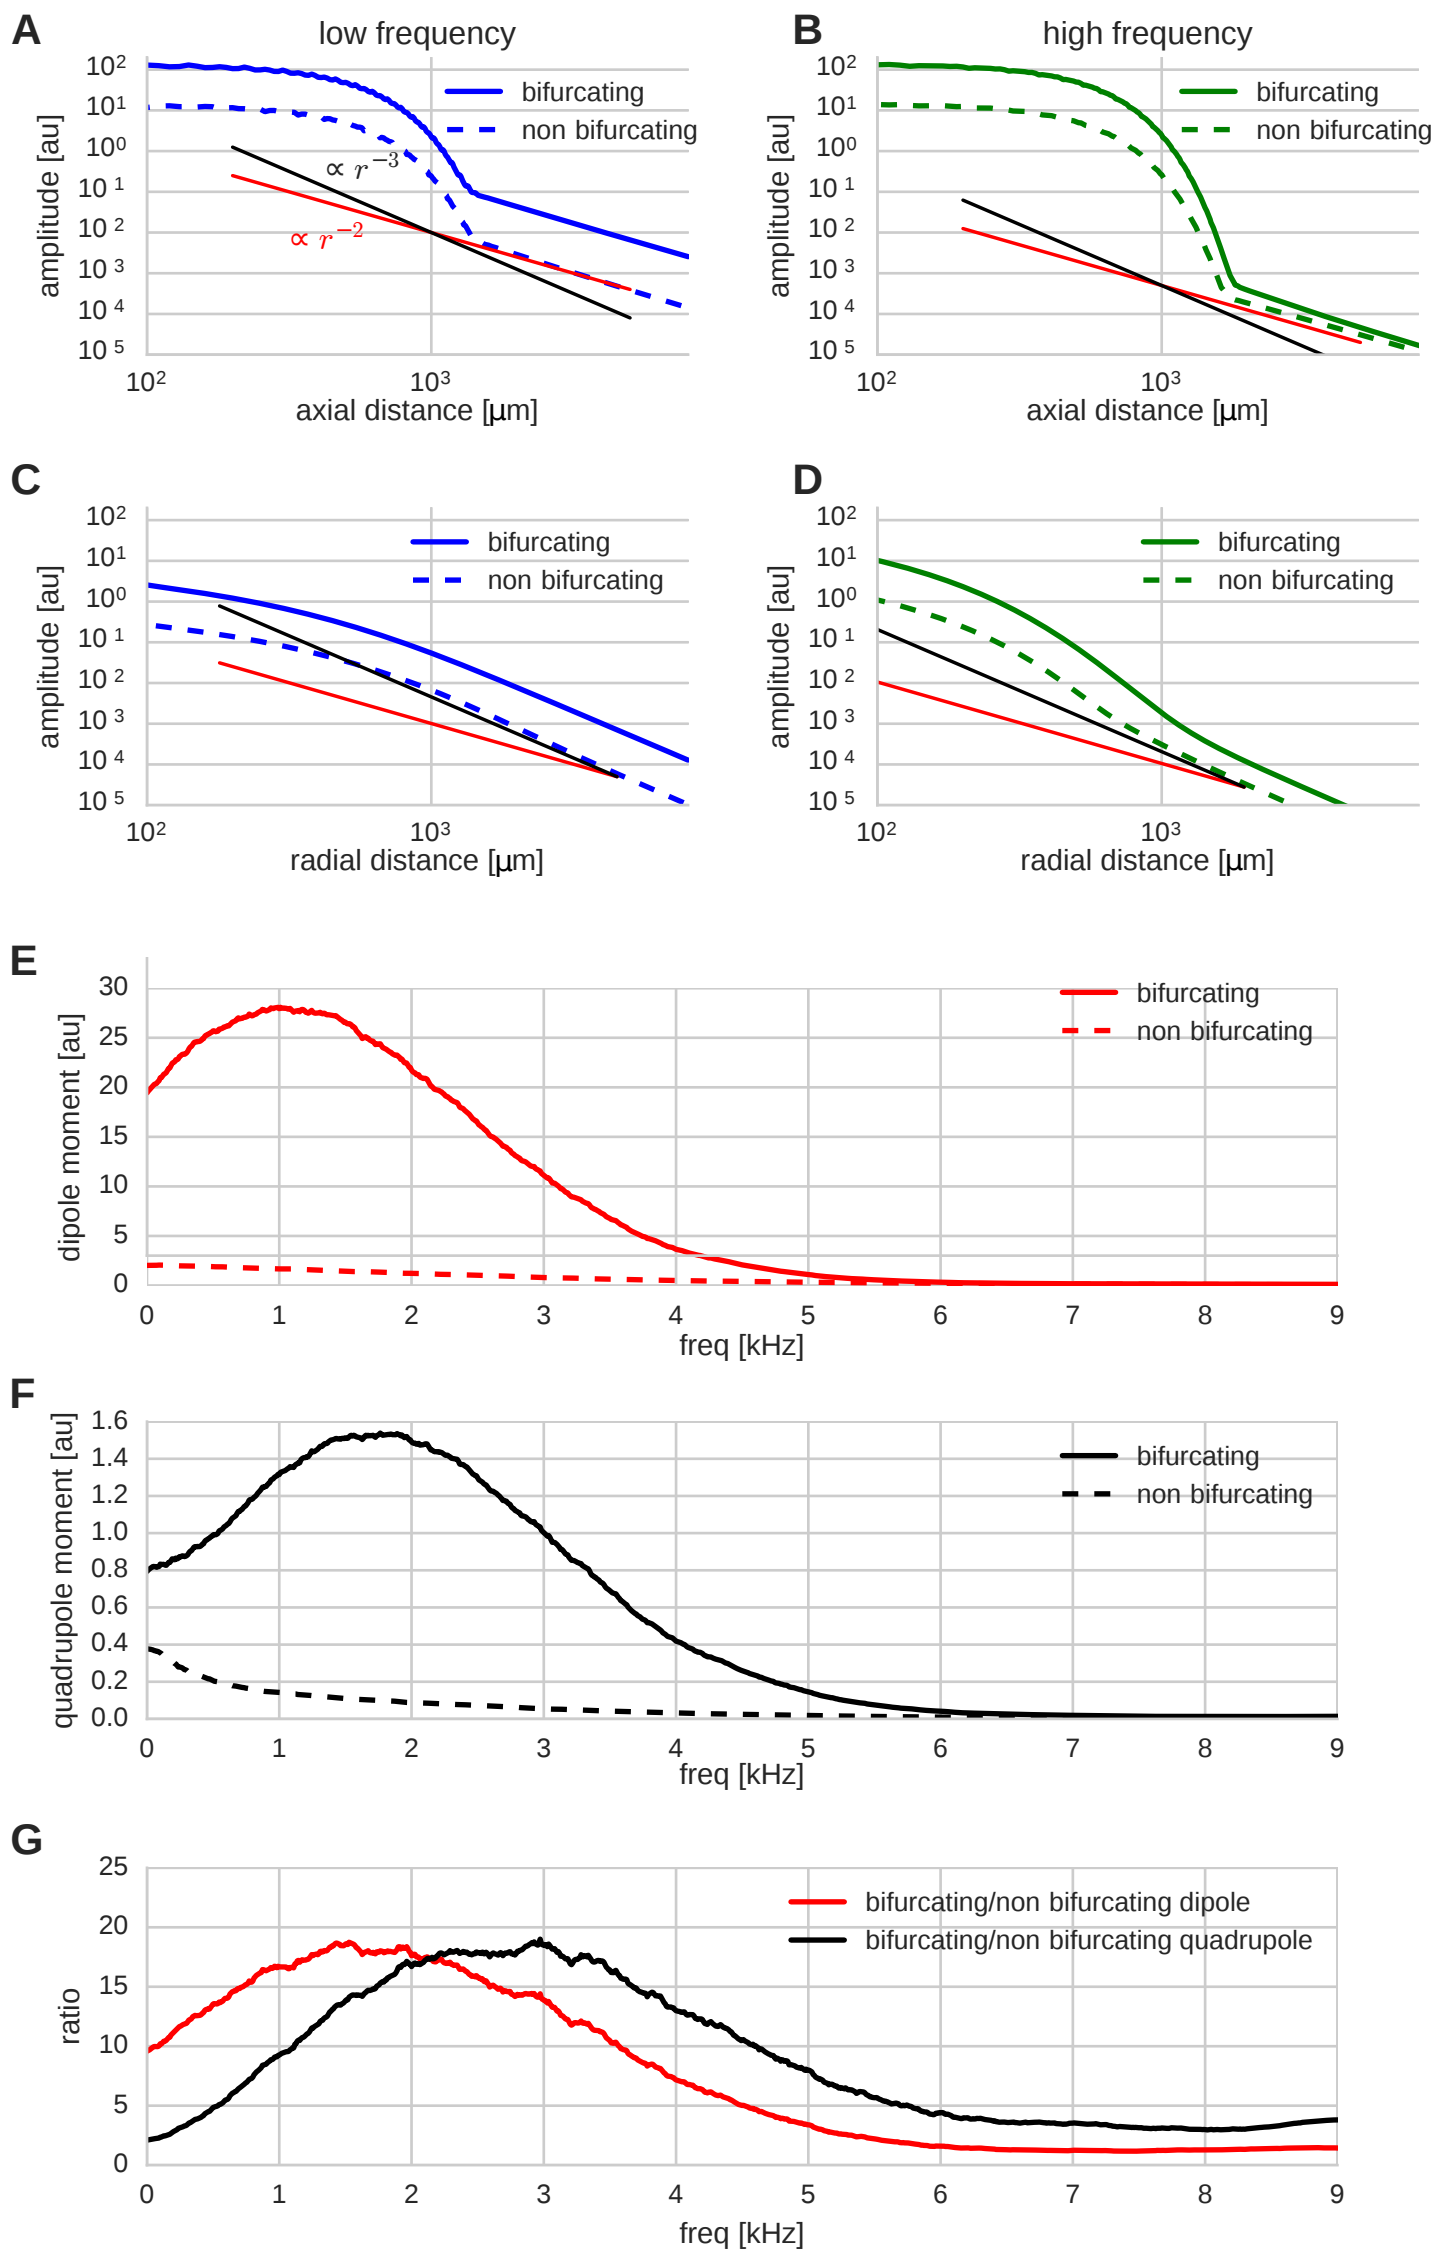 A
low frequency
10²
10¹
10⁰
10 ¹
10 ²
10 ³
10 ⁴
10 ⁵
amplitude [au]
bifurcating
non bifurcating
∝ r⁻³
∝ r⁻²
10²
10³
axial distance [μm]
B
high frequency
10²
10¹
10⁰
10 ¹
10 ²
10 ³
10 ⁴
10 ⁵
amplitude [au]
bifurcating
non bifurcating
10²
10³
axial distance [μm]
C
10²
10¹
10⁰
10 ¹
10 ²
10 ³
10 ⁴
10 ⁵
amplitude [au]
bifurcating
non bifurcating
10²
10³
radial distance [μm]
D
10²
10¹
10⁰
10 ¹
10 ²
10 ³
10 ⁴
10 ⁵
amplitude [au]
bifurcating
non bifurcating
10²
10³
radial distance [μm]
E
30
25
20
15
10
5
0
dipole moment [au]
bifurcating
non bifurcating
0 1 2 3 4 5 6 7 8 9
freq [kHz]
F
1.6
1.4
1.2
1.0
0.8
0.6
0.4
0.2
0.0
quadrupole moment [au]
bifurcating
non bifurcating
0 1 2 3 4 5 6 7 8 9
freq [kHz]
G
25
20
15
10
5
0
ratio
bifurcating/non bifurcating dipole
bifurcating/non bifurcating quadrupole
0 1 2 3 4 5 6 7 8 9
freq [kHz]